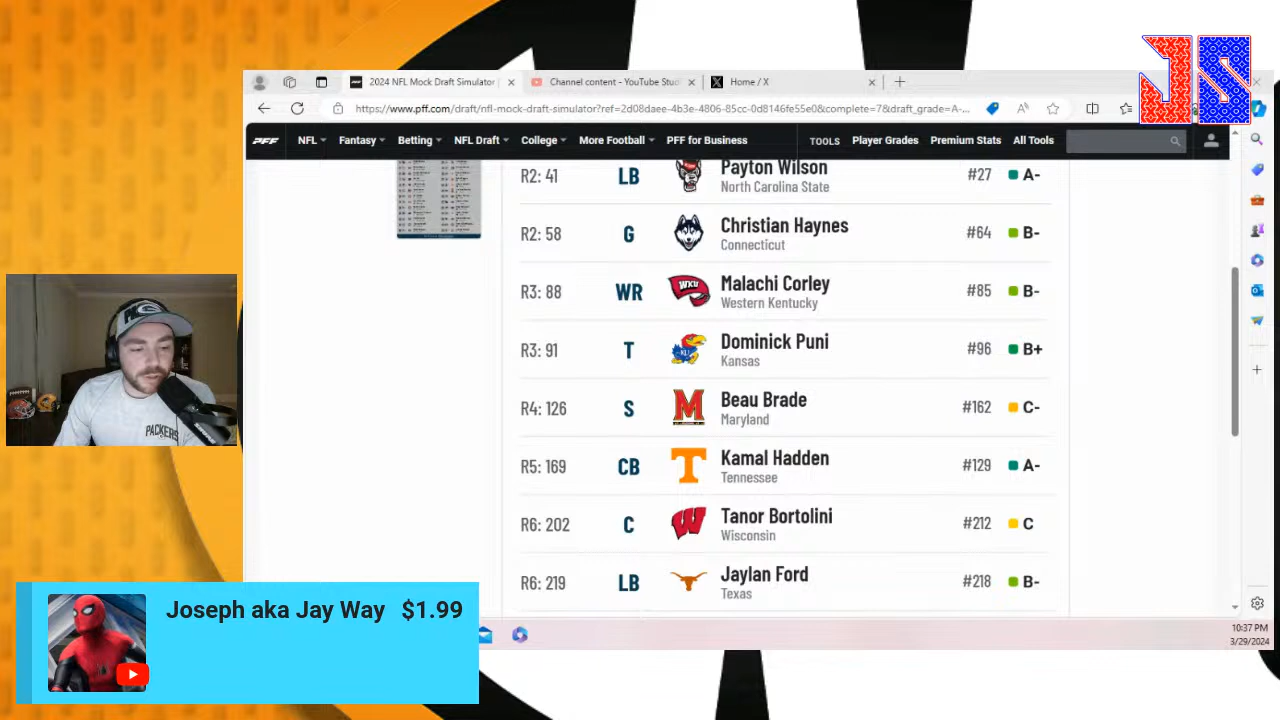 JS
2024 NFL Mock Draft Simulator
Channel content - YouTube Stud
Home / X
https://www.pff.com/draft/nfl-mock-draft-simulator?ref=2d08daee-4b3e-4806-85cc-0d8146fe55e0&complete=7&draft_grade=A-...
PFF NFL Fantasy Betting NFL Draft College More Football PFF for Business TOOLS Player Grades Premium Stats All Tools
R2: 41 LB Payton Wilson #27 A-
North Carolina State
R2: 58 G Christian Haynes #64 B-
Connecticut
R3: 88 WR WKU Malachi Corley #85 B-
Western Kentucky
R3: 91 T KU Dominick Puni #96 B+
Kansas
R4: 126 S M Beau Brade #162 C-
Maryland
R5: 169 CB T Kamal Hadden #129 A-
Tennessee
R6: 202 C W Tanor Bortolini #212 C
Wisconsin
R6: 219 LB Jaylan Ford #218 B-
Texas
PACKERS
Joseph aka Jay Way $1.99
10:37 PM
3/29/2024